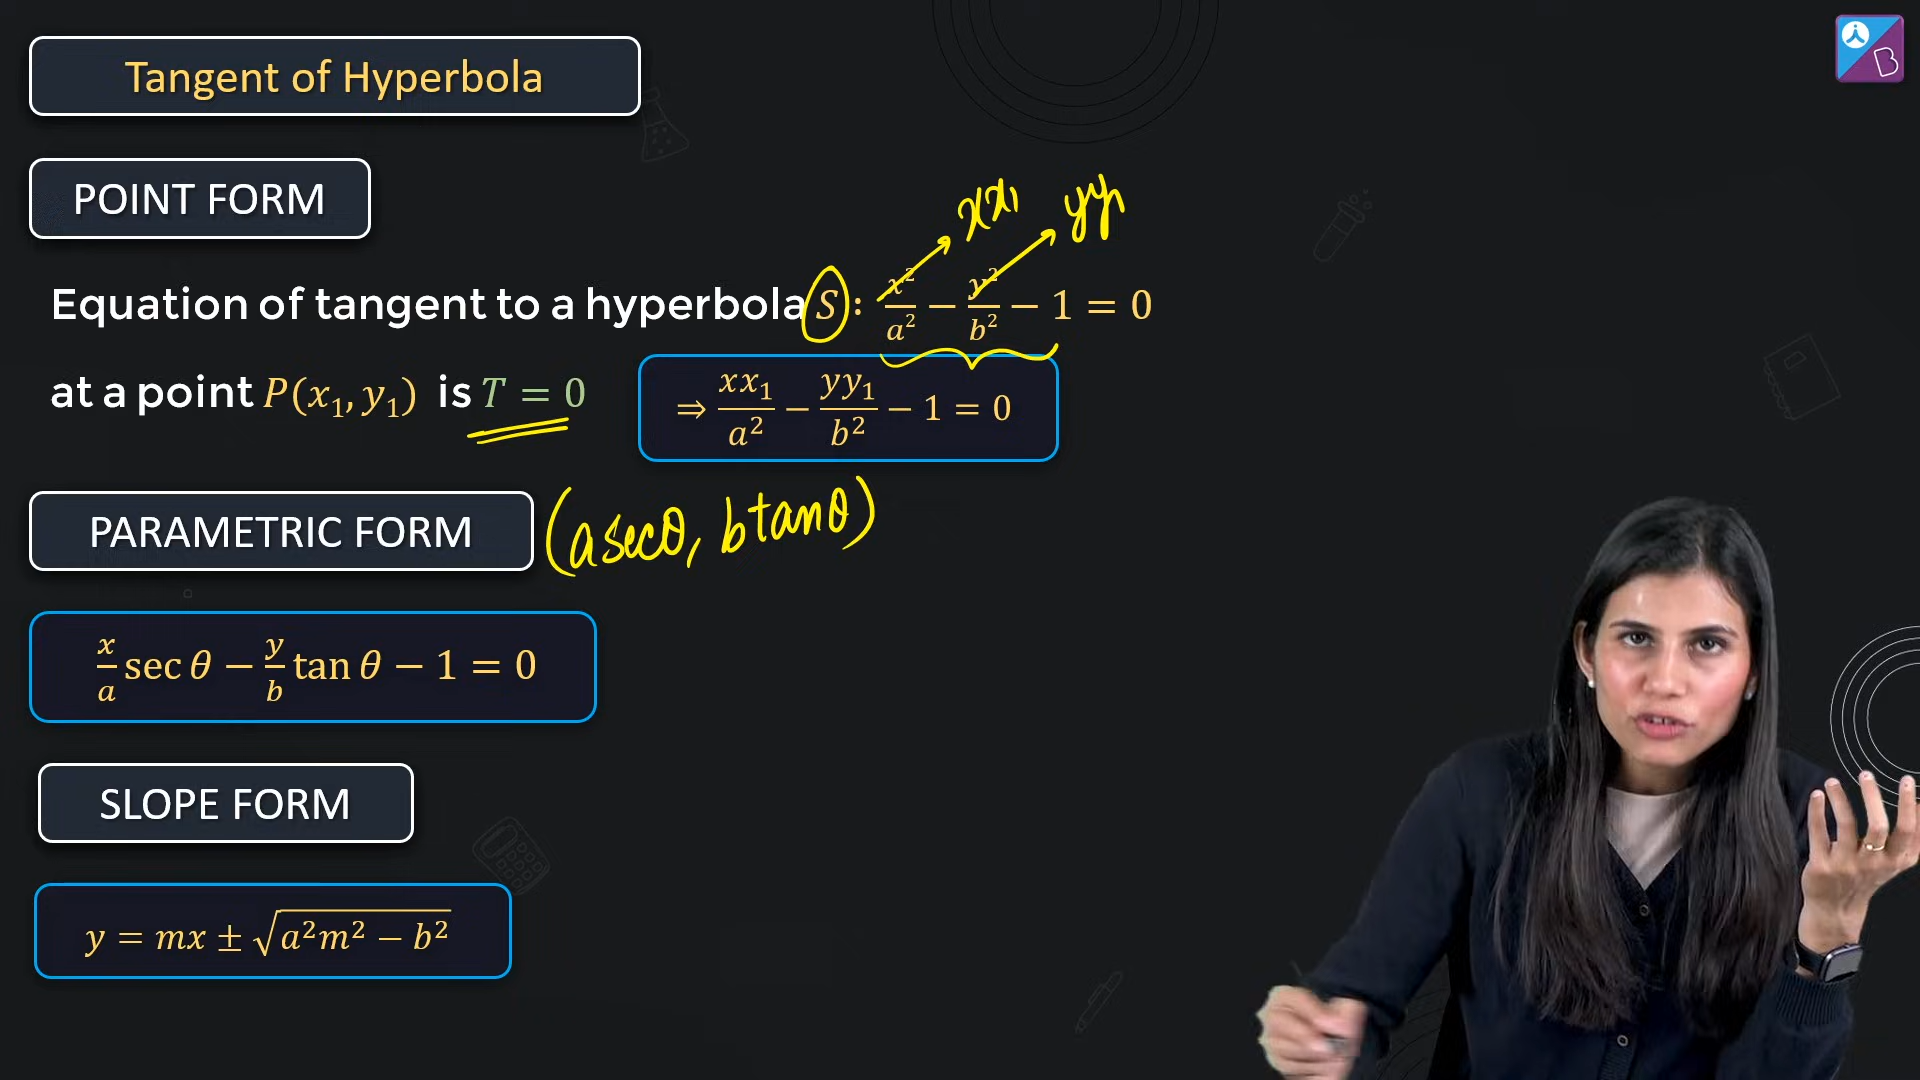 Tangent of Hyperbola
POINT FORM
xx₁ yy₁
Equation of tangent to a hyperbola S: x²/a² − y²/b² − 1 = 0
at a point P(x₁, y₁) is T = 0
⇒ xx₁/a² − yy₁/b² − 1 = 0
PARAMETRIC FORM (a secθ, b tanθ)
x/a sec θ − y/b tan θ − 1 = 0
SLOPE FORM
y = mx ± √(a²m² − b²)
B